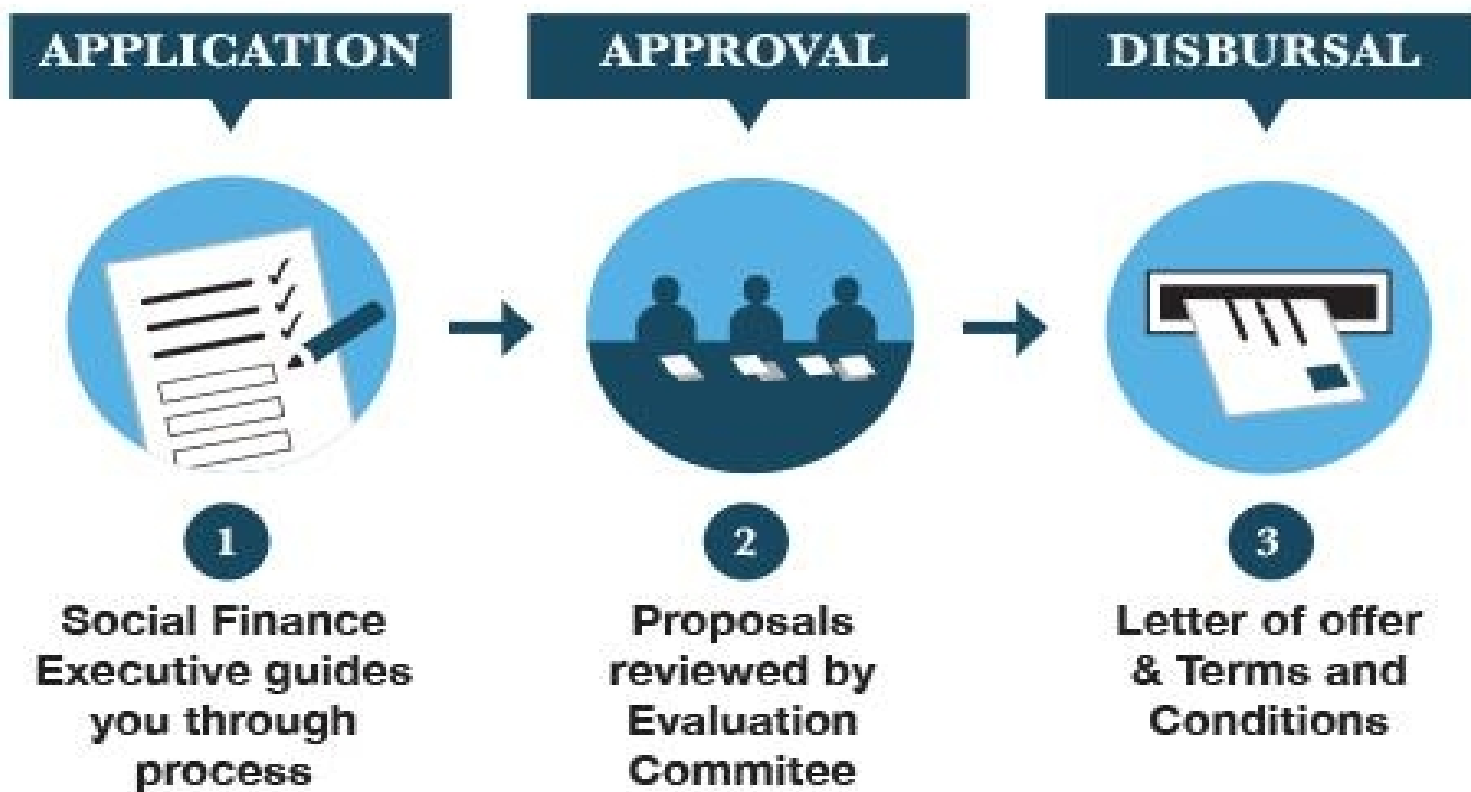 APPLICATION
APPROVAL
DISBURSAL
1
Social Finance
Executive guides
you through
process
2
Proposals
reviewed by
Evaluation
Commitee
3
Letter of offer
& Terms and
Conditions